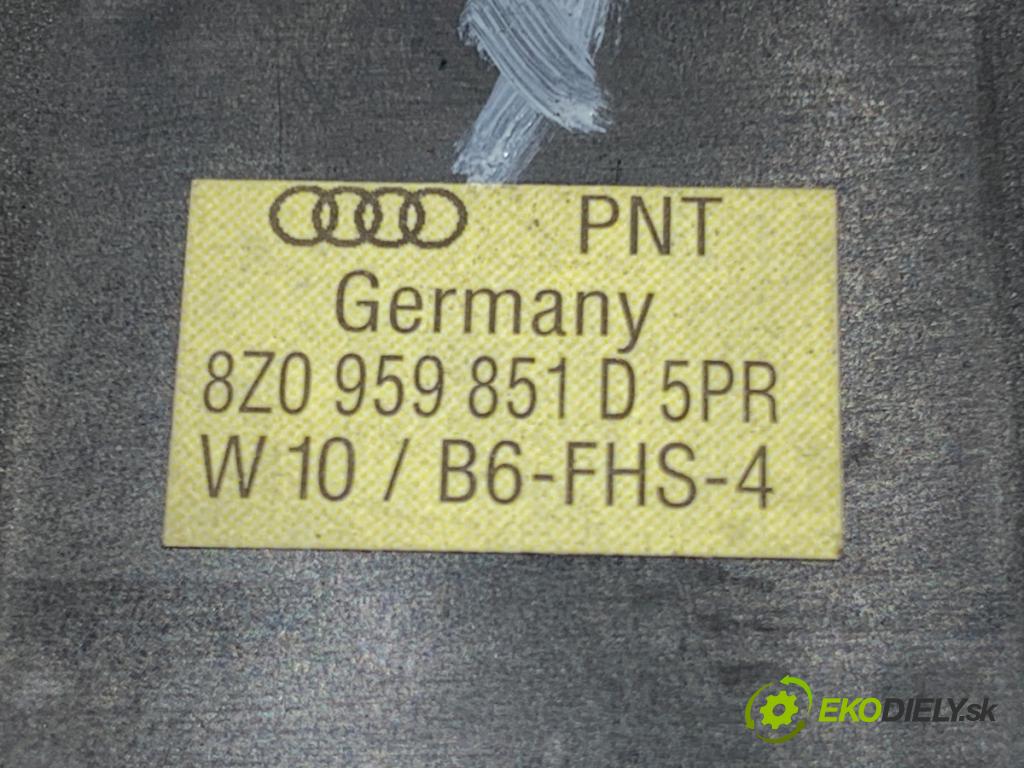 PNT
Germany
8Z0 959 851 D 5PR
W 10 / B6-FHS-4
EKODIELY.sk